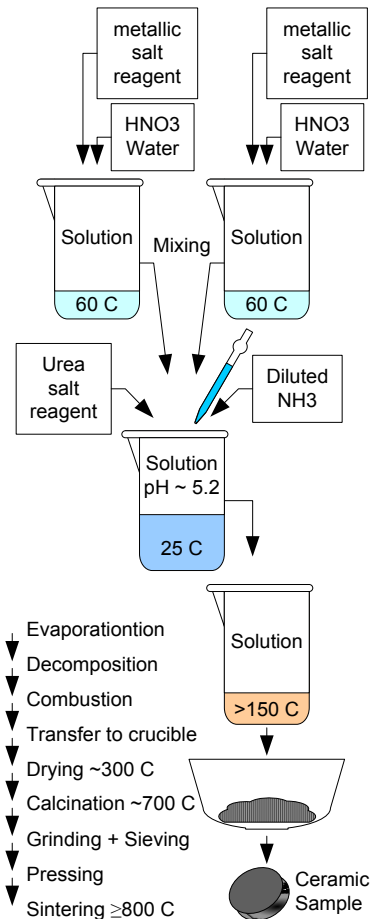 metallic
salt
reagent
metallic
salt
reagent
HNO3
Water
HNO3
Water
Solution
Mixing
Solution
60 C
60 C
Urea
salt
reagent
Diluted
NH3
Solution
pH ~ 5.2
25 C
Solution
>150 C
Evaporationtion
Decomposition
Combustion
Transfer to crucible
Drying ~300 C
Calcination ~700 C
Grinding + Sieving
Pressing
Sintering ≥800 C
Ceramic
Sample